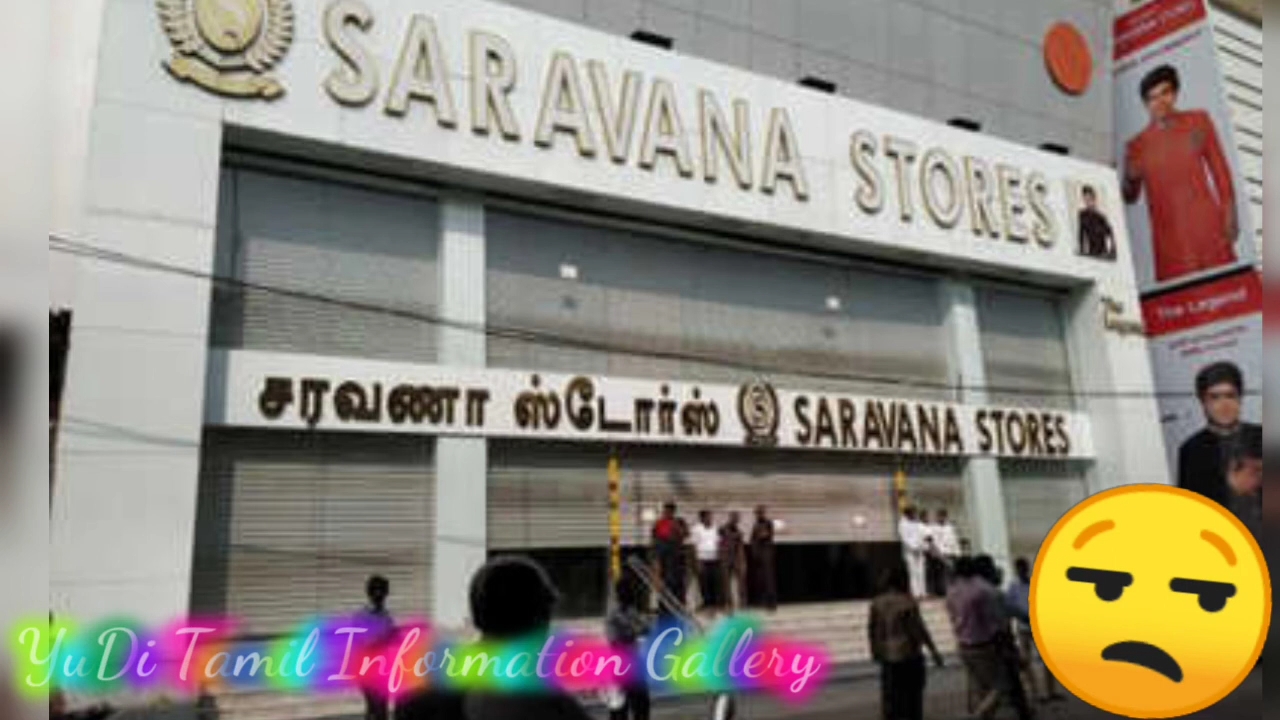 SARAVANA STORES
The Legend
சரவணா ஸ்டோர்ஸ் S SARAVANA STORES
YuDi Tamil Information Gallery